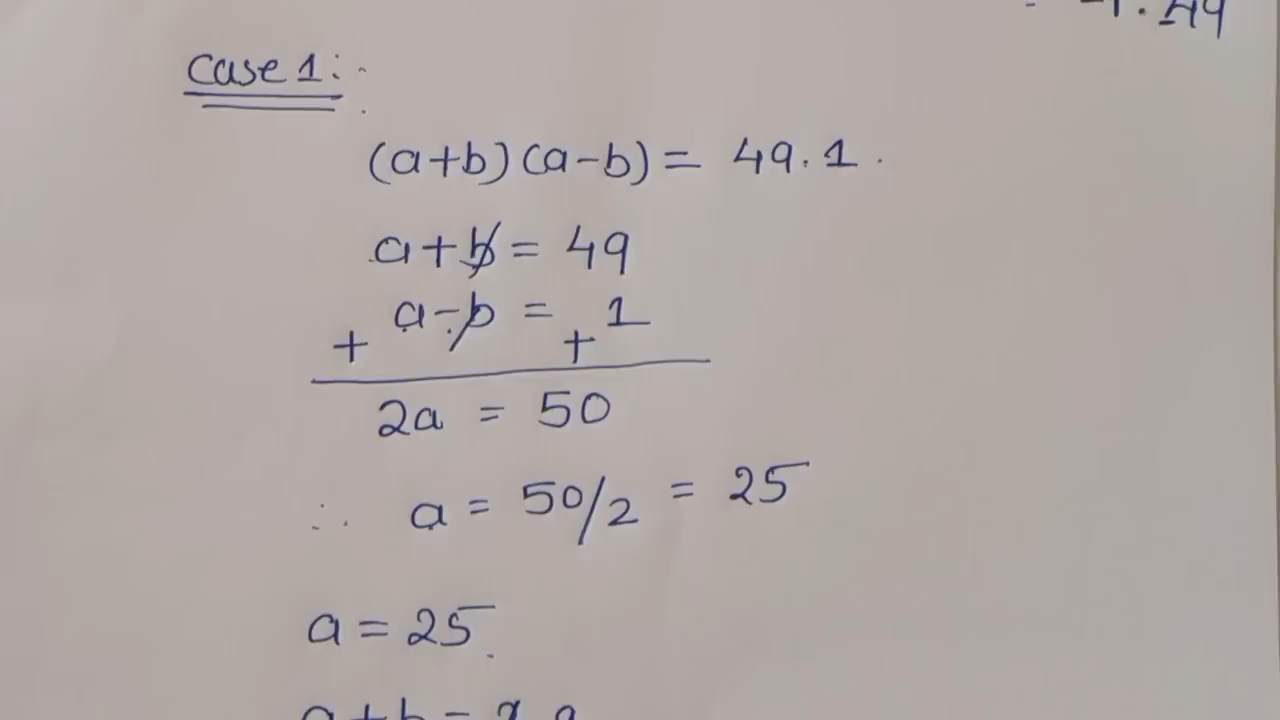 Case 1:-
(a+b)(a-b) = 49.1
a+b = 49
+ a-b = + 1
2a = 50
∴ a = 50/2 = 25
a = 25
a+b =